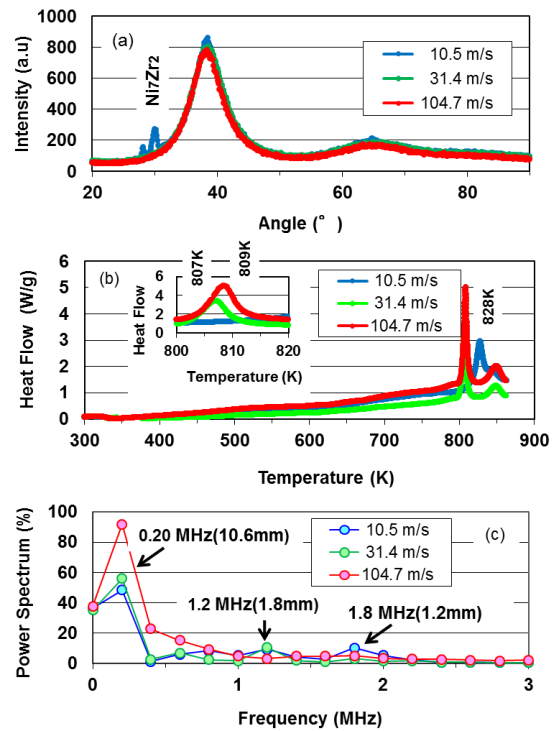 1000
800
600
400
200
0
Intensity (a.u)
(a)
Ni7Zr2
10.5 m/s
31.4 m/s
104.7 m/s
20 40 60 80
Angle (°)
6
5
4
3
2
1
0
Heat Flow (W/g)
(b)
807K
809K
6
4
2
0
Heat Flow
800 810 820
Temperature (K)
10.5 m/s
31.4 m/s
104.7 m/s
828K
300 400 500 600 700 800 900
Temperature (K)
100
80
60
40
20
0
Power Spectrum (%)
0.20 MHz(10.6mm)
1.2 MHz(1.8mm)
1.8 MHz(1.2mm)
10.5 m/s
31.4 m/s
104.7 m/s
(c)
0 1 2 3
Frequency (MHz)